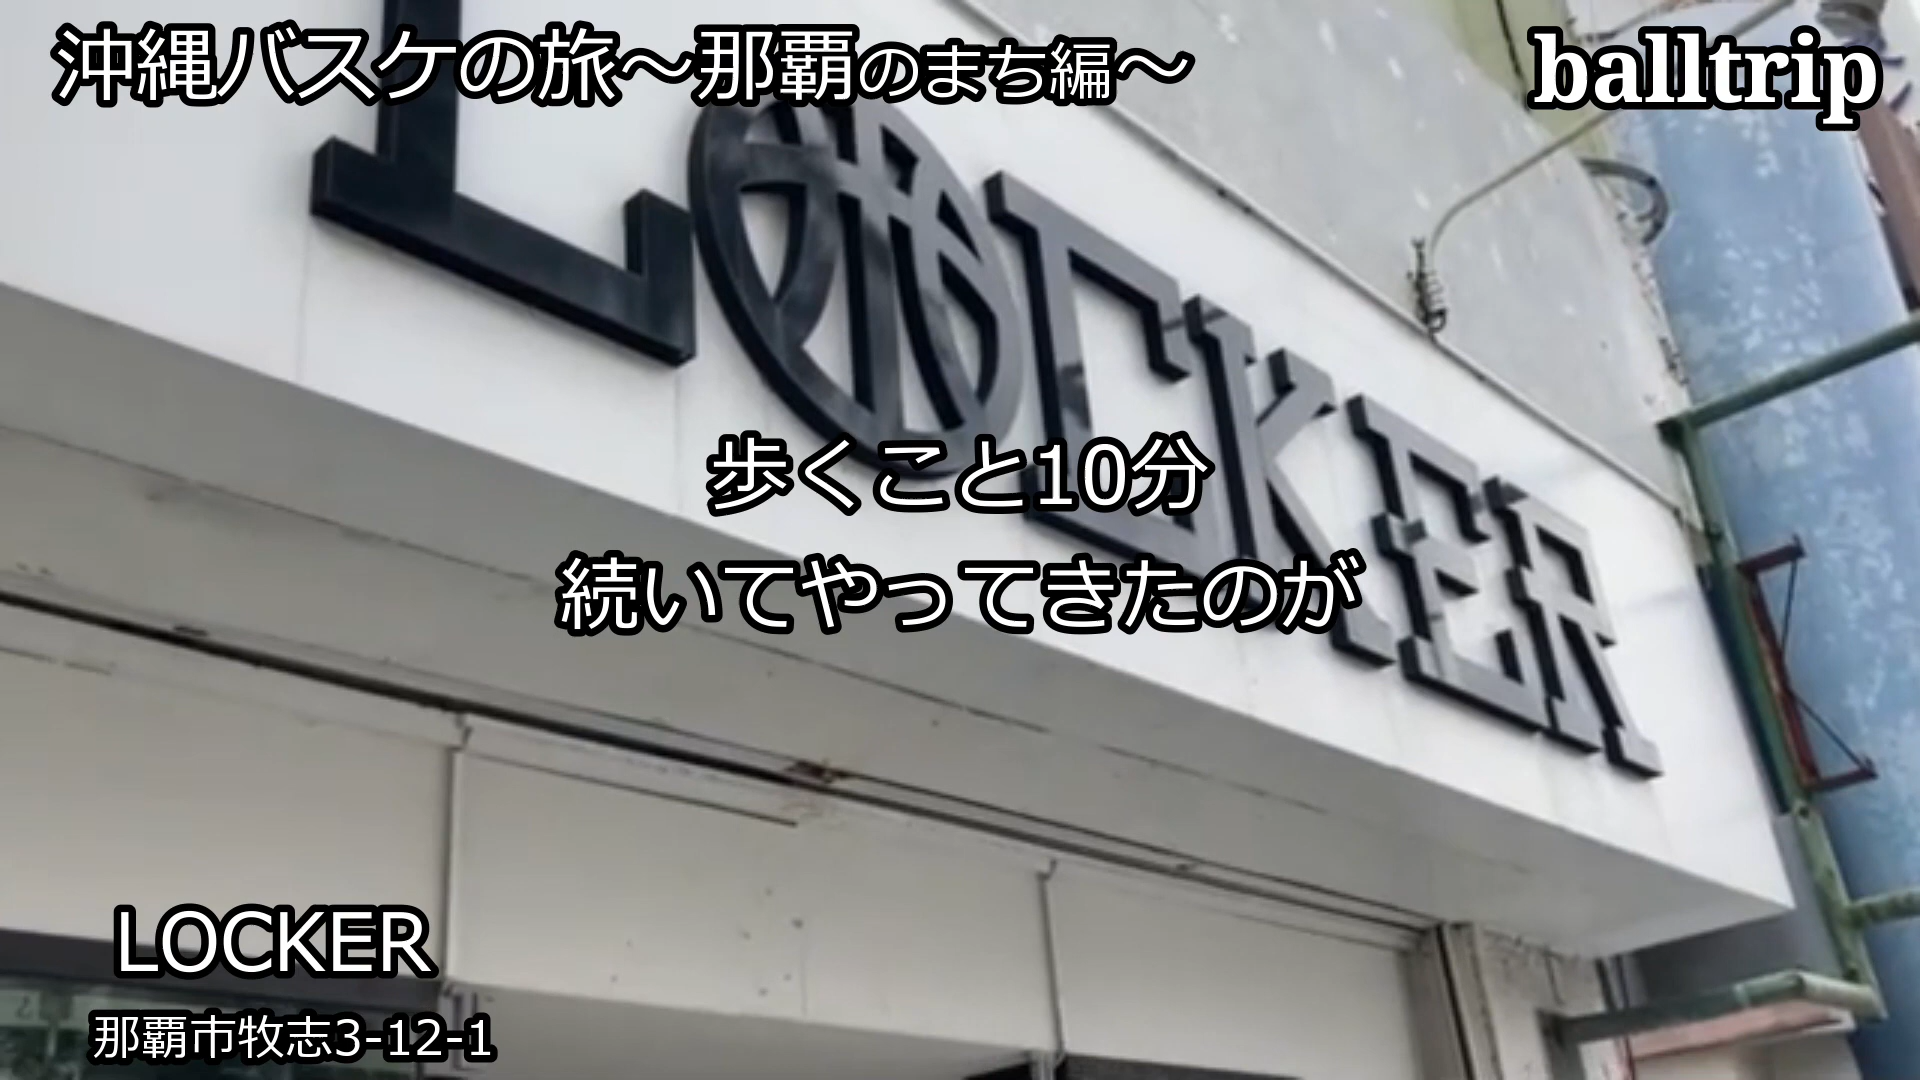 沖縄バスケの旅～那覇のまち編～
balltrip
LOCKER
歩くこと10分
続いてやってきたのが
LOCKER
那覇市牧志3-12-1